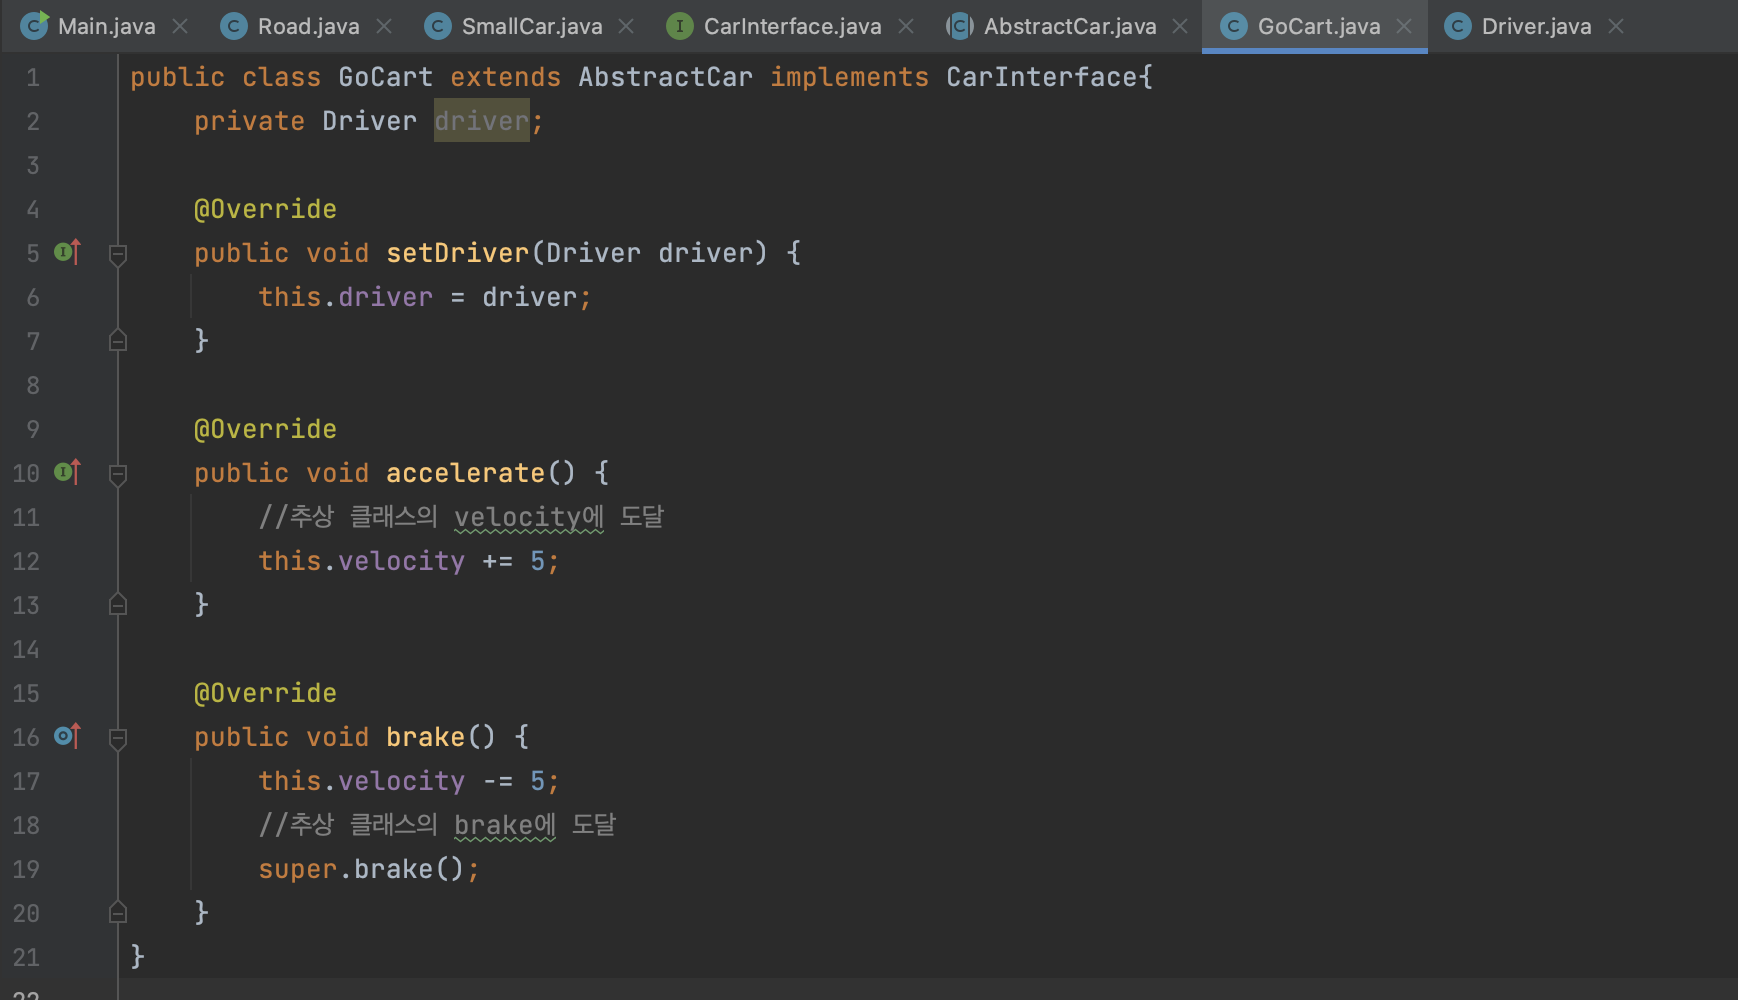 Main.java Road.java SmallCar.java CarInterface.java AbstractCar.java GoCart.java Driver.java
1 public class GoCart extends AbstractCar implements CarInterface{
2 private Driver driver;
3
4 @Override
5 public void setDriver(Driver driver) {
6 this.driver = driver;
7 }
8
9 @Override
10 public void accelerate() {
11 //추상 클래스의 velocity에 도달
12 this.velocity += 5;
13 }
14
15 @Override
16 public void brake() {
17 this.velocity -= 5;
18 //추상 클래스의 brake에 도달
19 super.brake();
20 }
21 }
22